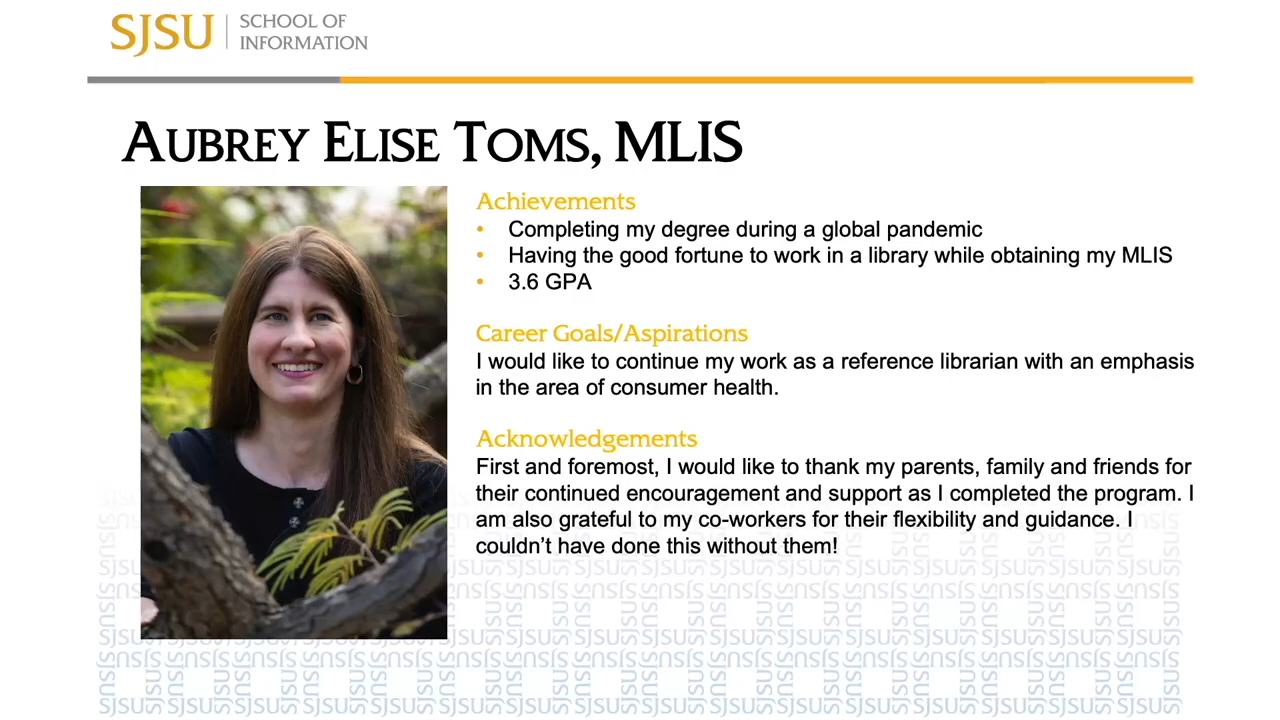 SJSU SCHOOL OF
INFORMATION
AUBREY ELISE TOMS, MLIS
Achievements
• Completing my degree during a global pandemic
• Having the good fortune to work in a library while obtaining my MLIS
• 3.6 GPA
Career Goals/Aspirations
I would like to continue my work as a reference librarian with an emphasis
in the area of consumer health.
Acknowledgements
First and foremost, I would like to thank my parents, family and friends for
their continued encouragement and support as I completed the program. I
am also grateful to my co-workers for their flexibility and guidance. I
couldn’t have done this without them!